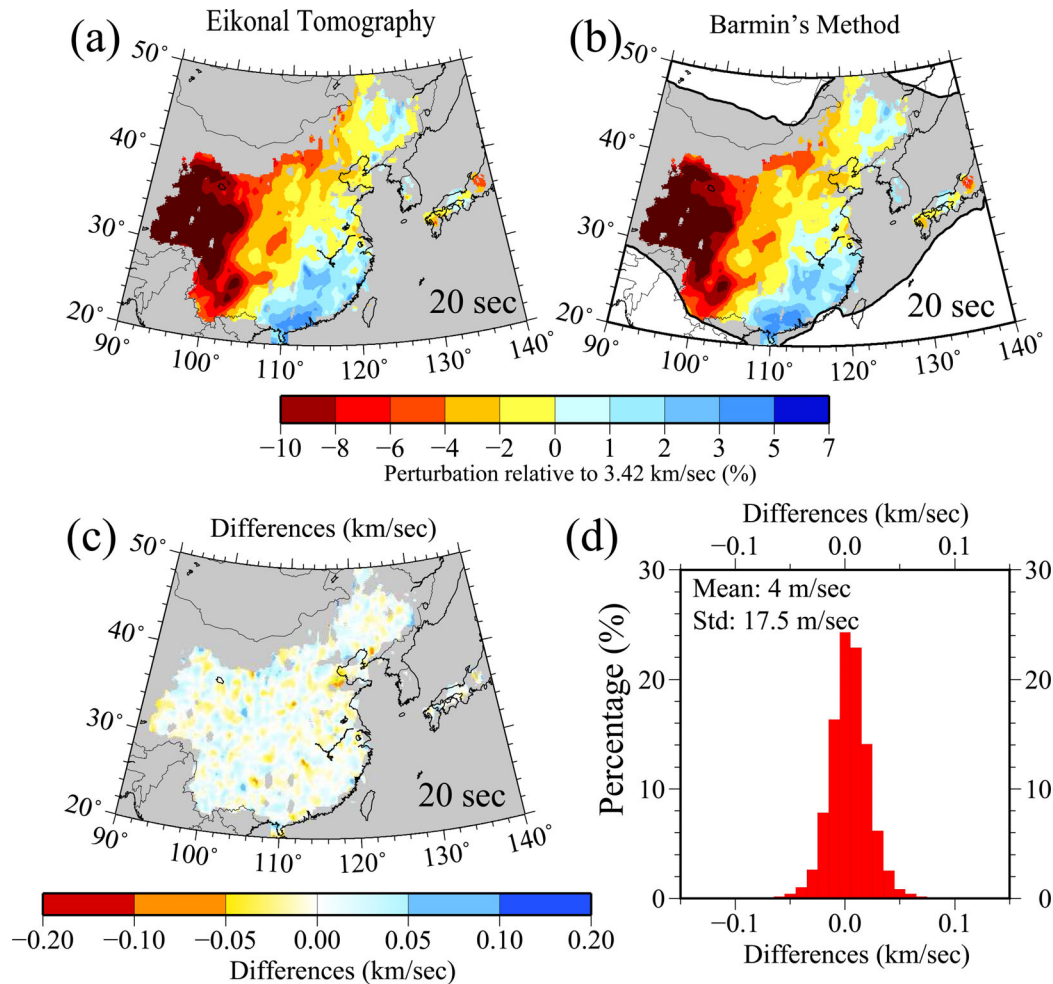 (a)
Eikonal Tomography
50°
40°
30°
20°
90°
100°
110°
120°
130°
140°
20 sec
(b)
Barmin's Method
50°
40°
30°
20°
90°
100°
110°
120°
130°
140°
20 sec
−10 −8 −6 −4 −2 0 1 2 3 5 7
Perturbation relative to 3.42 km/sec (%)
(c)
Differences (km/sec)
50°
40°
30°
20°
90°
100°
110°
120°
130°
140°
20 sec
−0.20 −0.10 −0.05 0.00 0.05 0.10 0.20
Differences (km/sec)
(d)
Differences (km/sec)
−0.1 0.0 0.1
Mean: 4 m/sec
Std: 17.5 m/sec
Percentage (%)
30
20
10
0
30
20
10
0
−0.1 0.0 0.1
Differences (km/sec)